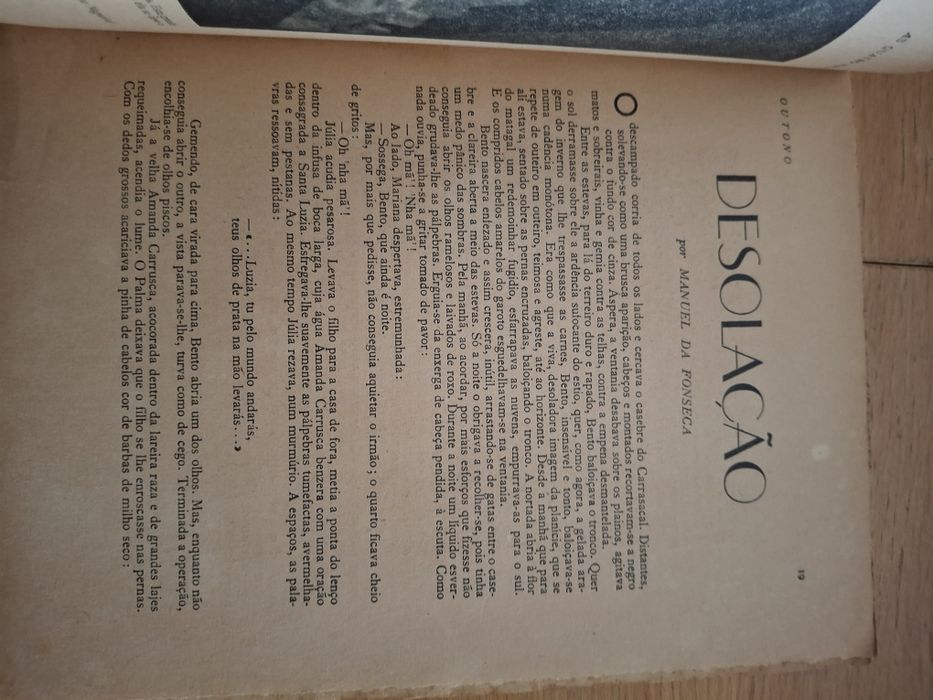 AS QUATRO
OUTONO
19
DESOLAÇÃO
por MANUEL DA FONSECA
O descampado corria de todos os lados e cercava o casebre do Carrasacal. Distantes,
solevando-se como uma brusca aparição, cabeços e montados recortavam-se a negro
contra o fundo cor de cinza. Áspera, a ventania desabava sobre os plainos, agitava
matos e sobreirais, vinha e gemia contra as telhas, contra a empena desmantelada.
Entre as estevas, para lá do terreiro duro e rapado, Bento baloiçava o tronco. Quer
o sol derramasse sobre ele a ardência sufocante do estio, quer, como agora, a gelada ara-
gem do inverno que lhe trespassasse as carnes, Bento, insensível e tonto, baloiçava-se
numa cadência monótona. Era como que a viva, desoladora imagem da planície, que se
repete de outeiro em outeiro, teimosa e agreste, até ao horizonte. Desde a manhã que para
ali estava, sentado sobre as pernas encruzadas, baloiçando o tronco. A nortada abria à flor
do matagal um redemoinhar fugidio, esfarrapava as nuvens, empurrava-as para o sul.
E os compridos cabelos amarelos do garoto esguedelhavam-se na ventania.
Bento nascera enfezado e assim crescera, inútil, arrastando-se de gatas entre o case-
bre e a clareira aberta a meio das estevas. Só a noite o obrigava a recolher-se, pois tinha
um medo pânico das sombras. Pela manhã, ao acordar, por mais esforços que fizesse não
conseguia abrir os olhos ramelosos e laivados de roxo. Durante a noite um líquido esver-
deado grudava-lhe as pálpebras. Erguia-se da enxerga de cabeça pendida, à escuta. Como
nada ouvia, punha-se a gritar tomado de pavor:
— Oh mã'! 'Nha mã'!
Ao lado, Mariana despertava, estremunhada:
— Sossega, Bento, que ainda é noite.
Mas, por mais que pedisse, não conseguia aquietar o irmão; o quarto ficava cheio
de gritos:
— Oh 'nha mã'!
Júlia acudia pesarosa. Levava o filho para a casa de fora, metia a ponta do lenço
dentro da infusa de boca larga, cuja água Amanda Carrusca benzera com uma oração
consagrada a Santa Luzia. Esfregava-lhe suavemente as pálpebras tumefactas, avermelha-
das e sem pestanas. Ao mesmo tempo Júlia rezava, num murmúrio. A espaços, as pala-
vras ressoavam, nítidas:
— «...Luzia, tu pelo mundo andarás,
teus olhos de prata na mão levarás...»
Gemendo, de cara virada para cima, Bento abria um dos olhos. Mas, enquanto não
conseguia abrir o outro, a vista parava-se-lhe, turva como de cego. Terminada a operação,
encolhia-se de olhos piscos.
Já a velha Amanda Carrusca, acocorada dentro da lareira raza e de grandes lajes
requeimadas, acendia o lume. O Palma deixava que o filho se lhe enroscasse nas pernas.
Com os dedos grossos acariciava a pinha de cabelos cor de barbas de milho seco: